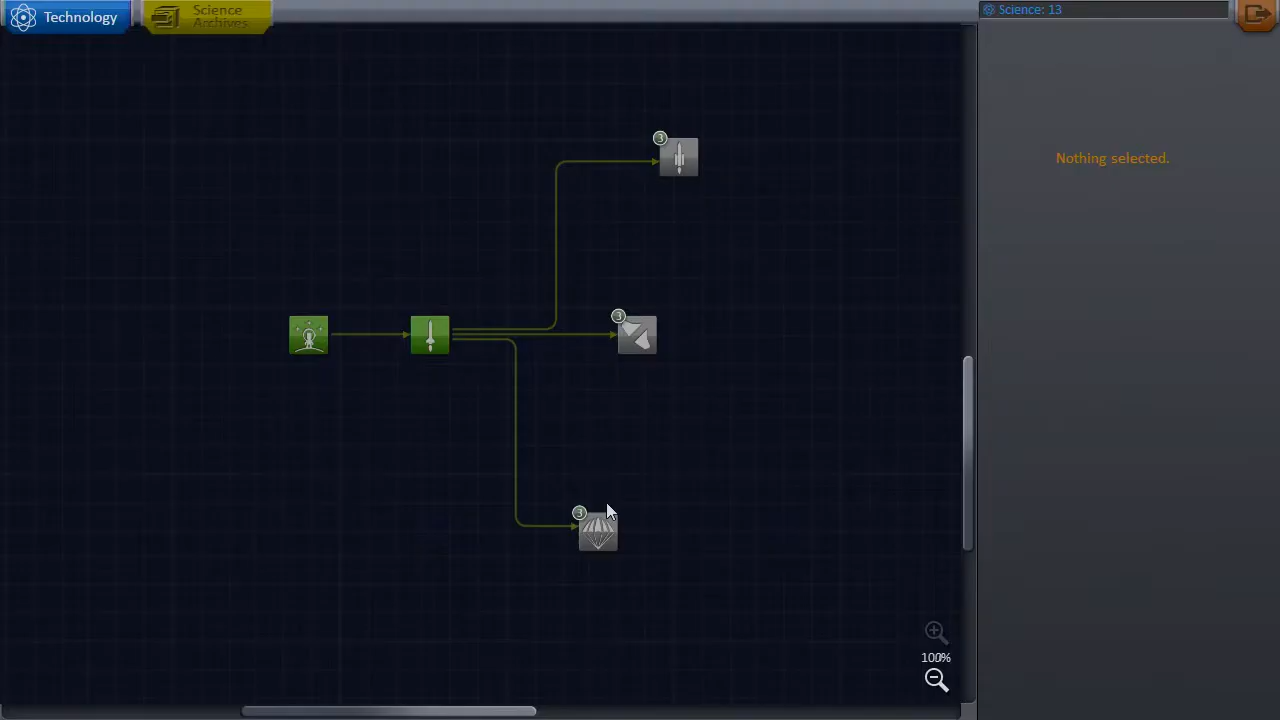 Technology
Science
Archives
Science: 13
Nothing selected.
3
3
3
100%